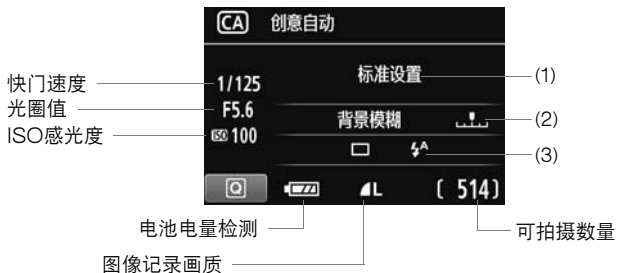 CA 创意自动
快门速度 1/125 标准设置 (1)
光圈值 F5.6 背景模糊 (2)
ISO感光度 ISO 100 A (3)
Q L [ 514]
电池电量检测 可拍摄数量
图像记录画质